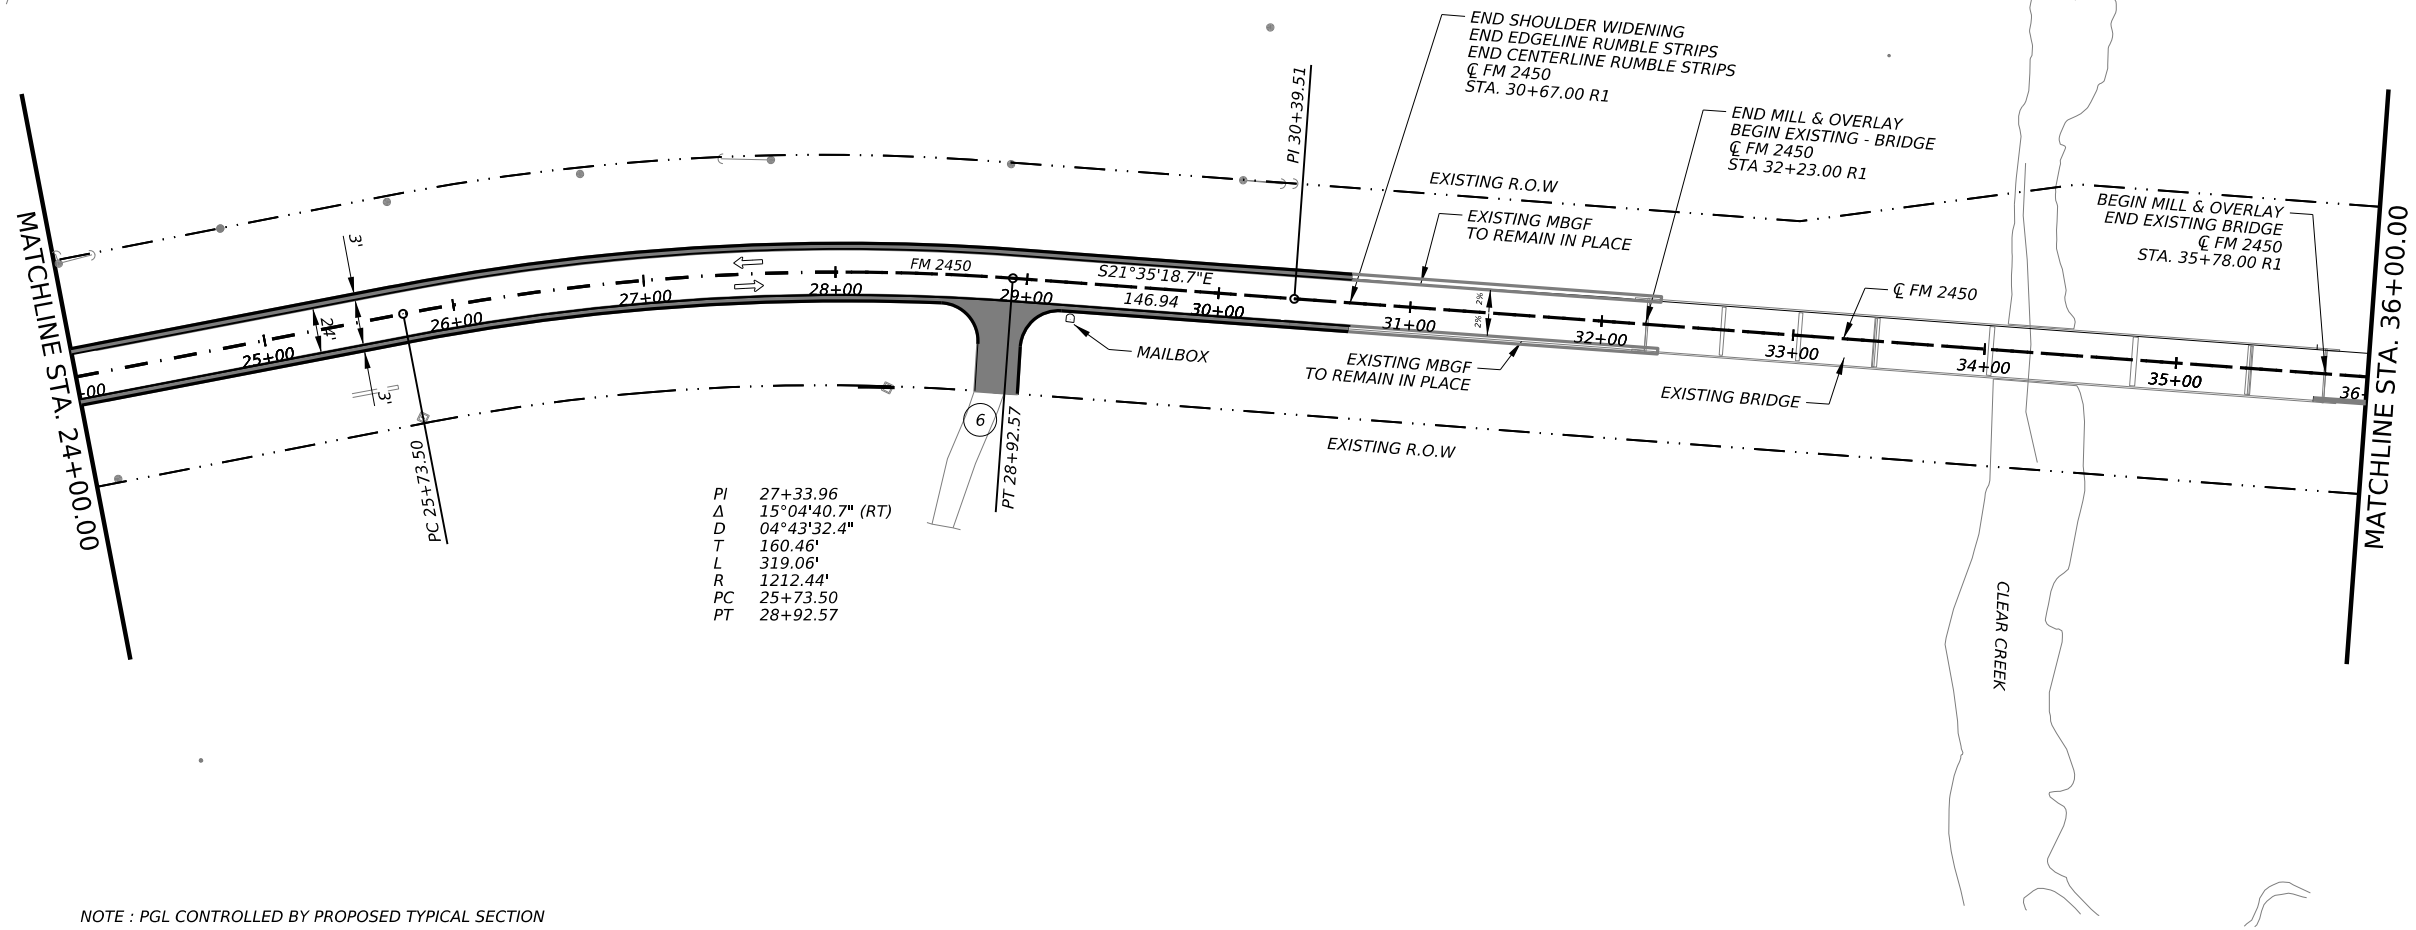 END SHOULDER WIDENING
END EDGELINE RUMBLE STRIPS
END CENTERLINE RUMBLE STRIPS
℄ FM 2450
STA. 30+67.00 R1
PI 30+39.51
END MILL & OVERLAY
BEGIN EXISTING - BRIDGE
℄ FM 2450
STA 32+23.00 R1
EXISTING R.O.W
EXISTING MBGF
TO REMAIN IN PLACE
BEGIN MILL & OVERLAY
END EXISTING BRIDGE
℄ FM 2450
STA. 35+78.00 R1
MATCHLINE STA. 24+00.00
MATCHLINE STA. 36+00.00
3'
24'
3'
FM 2450
S21°35'18.7"E
146.94
2%
2%
℄ FM 2450
+00
25+00
26+00
27+00
28+00
29+00
30+00
31+00
32+00
33+00
34+00
35+00
36+
MAILBOX
EXISTING MBGF
TO REMAIN IN PLACE
EXISTING BRIDGE
6
PC 25+73.50
PT 28+92.57
EXISTING R.O.W
PI 27+33.96
Δ 15°04'40.7" (RT)
D 04°43'32.4"
T 160.46'
L 319.06'
R 1212.44'
PC 25+73.50
PT 28+92.57
CLEAR CREEK
NOTE : PGL CONTROLLED BY PROPOSED TYPICAL SECTION